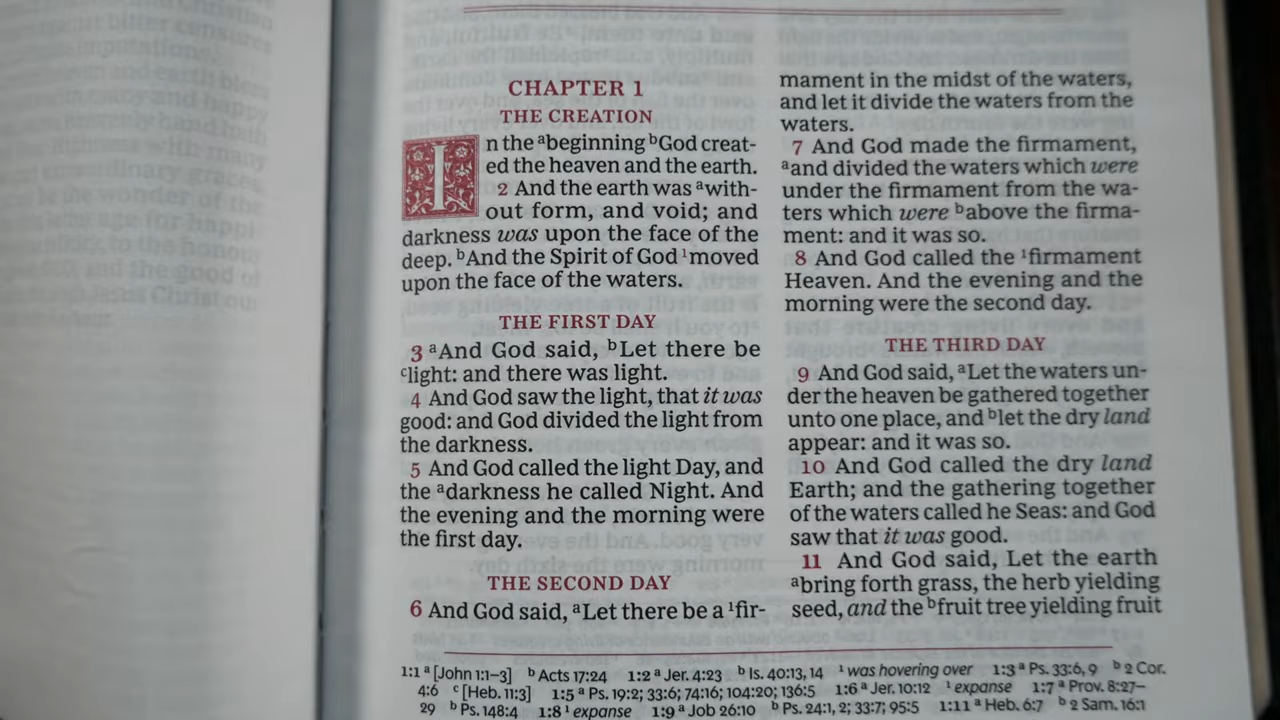 CHAPTER 1
THE CREATION
In the ᵃbeginning ᵇGod creat-
ed the heaven and the earth.
2 And the earth was ᵃwith-
out form, and void; and
darkness was upon the face of the
deep. ᵇAnd the Spirit of God ¹moved
upon the face of the waters.
THE FIRST DAY
3 ᵃAnd God said, ᵇLet there be
ᶜlight: and there was light.
4 And God saw the light, that it was
good: and God divided the light from
the darkness.
5 And God called the light Day, and
the ᵃdarkness he called Night. And
the evening and the morning were
the first day.
THE SECOND DAY
6 And God said, ᵃLet there be a ¹fir-
mament in the midst of the waters,
and let it divide the waters from the
waters.
7 And God made the firmament,
ᵃand divided the waters which were
under the firmament from the wa-
ters which were ᵇabove the firma-
ment: and it was so.
8 And God called the ¹firmament
Heaven. And the evening and the
morning were the second day.
THE THIRD DAY
9 And God said, ᵃLet the waters un-
der the heaven be gathered together
unto one place, and ᵇlet the dry land
appear: and it was so.
10 And God called the dry land
Earth; and the gathering together
of the waters called he Seas: and God
saw that it was good.
11 And God said, Let the earth
ᵃbring forth grass, the herb yielding
seed, and the ᵇfruit tree yielding fruit
1:1 ᵃ [John 1:1–3] ᵇ Acts 17:24 1:2 ᵃ Jer. 4:23 ᵇ Is. 40:13, 14 ¹ was hovering over 1:3 ᵃ Ps. 33:6, 9 ᵇ 2 Cor.
4:6 ᶜ [Heb. 11:3] 1:5 ᵃ Ps. 19:2; 33:6; 74:16; 104:20; 136:5 1:6 ᵃ Jer. 10:12 ¹ expanse 1:7 ᵃ Prov. 8:27–
29 ᵇ Ps. 148:4 1:8 ¹ expanse 1:9 ᵃ Job 26:10 ᵇ Ps. 24:1, 2; 33:7; 95:5 1:11 ᵃ Heb. 6:7 ᵇ 2 Sam. 16:1